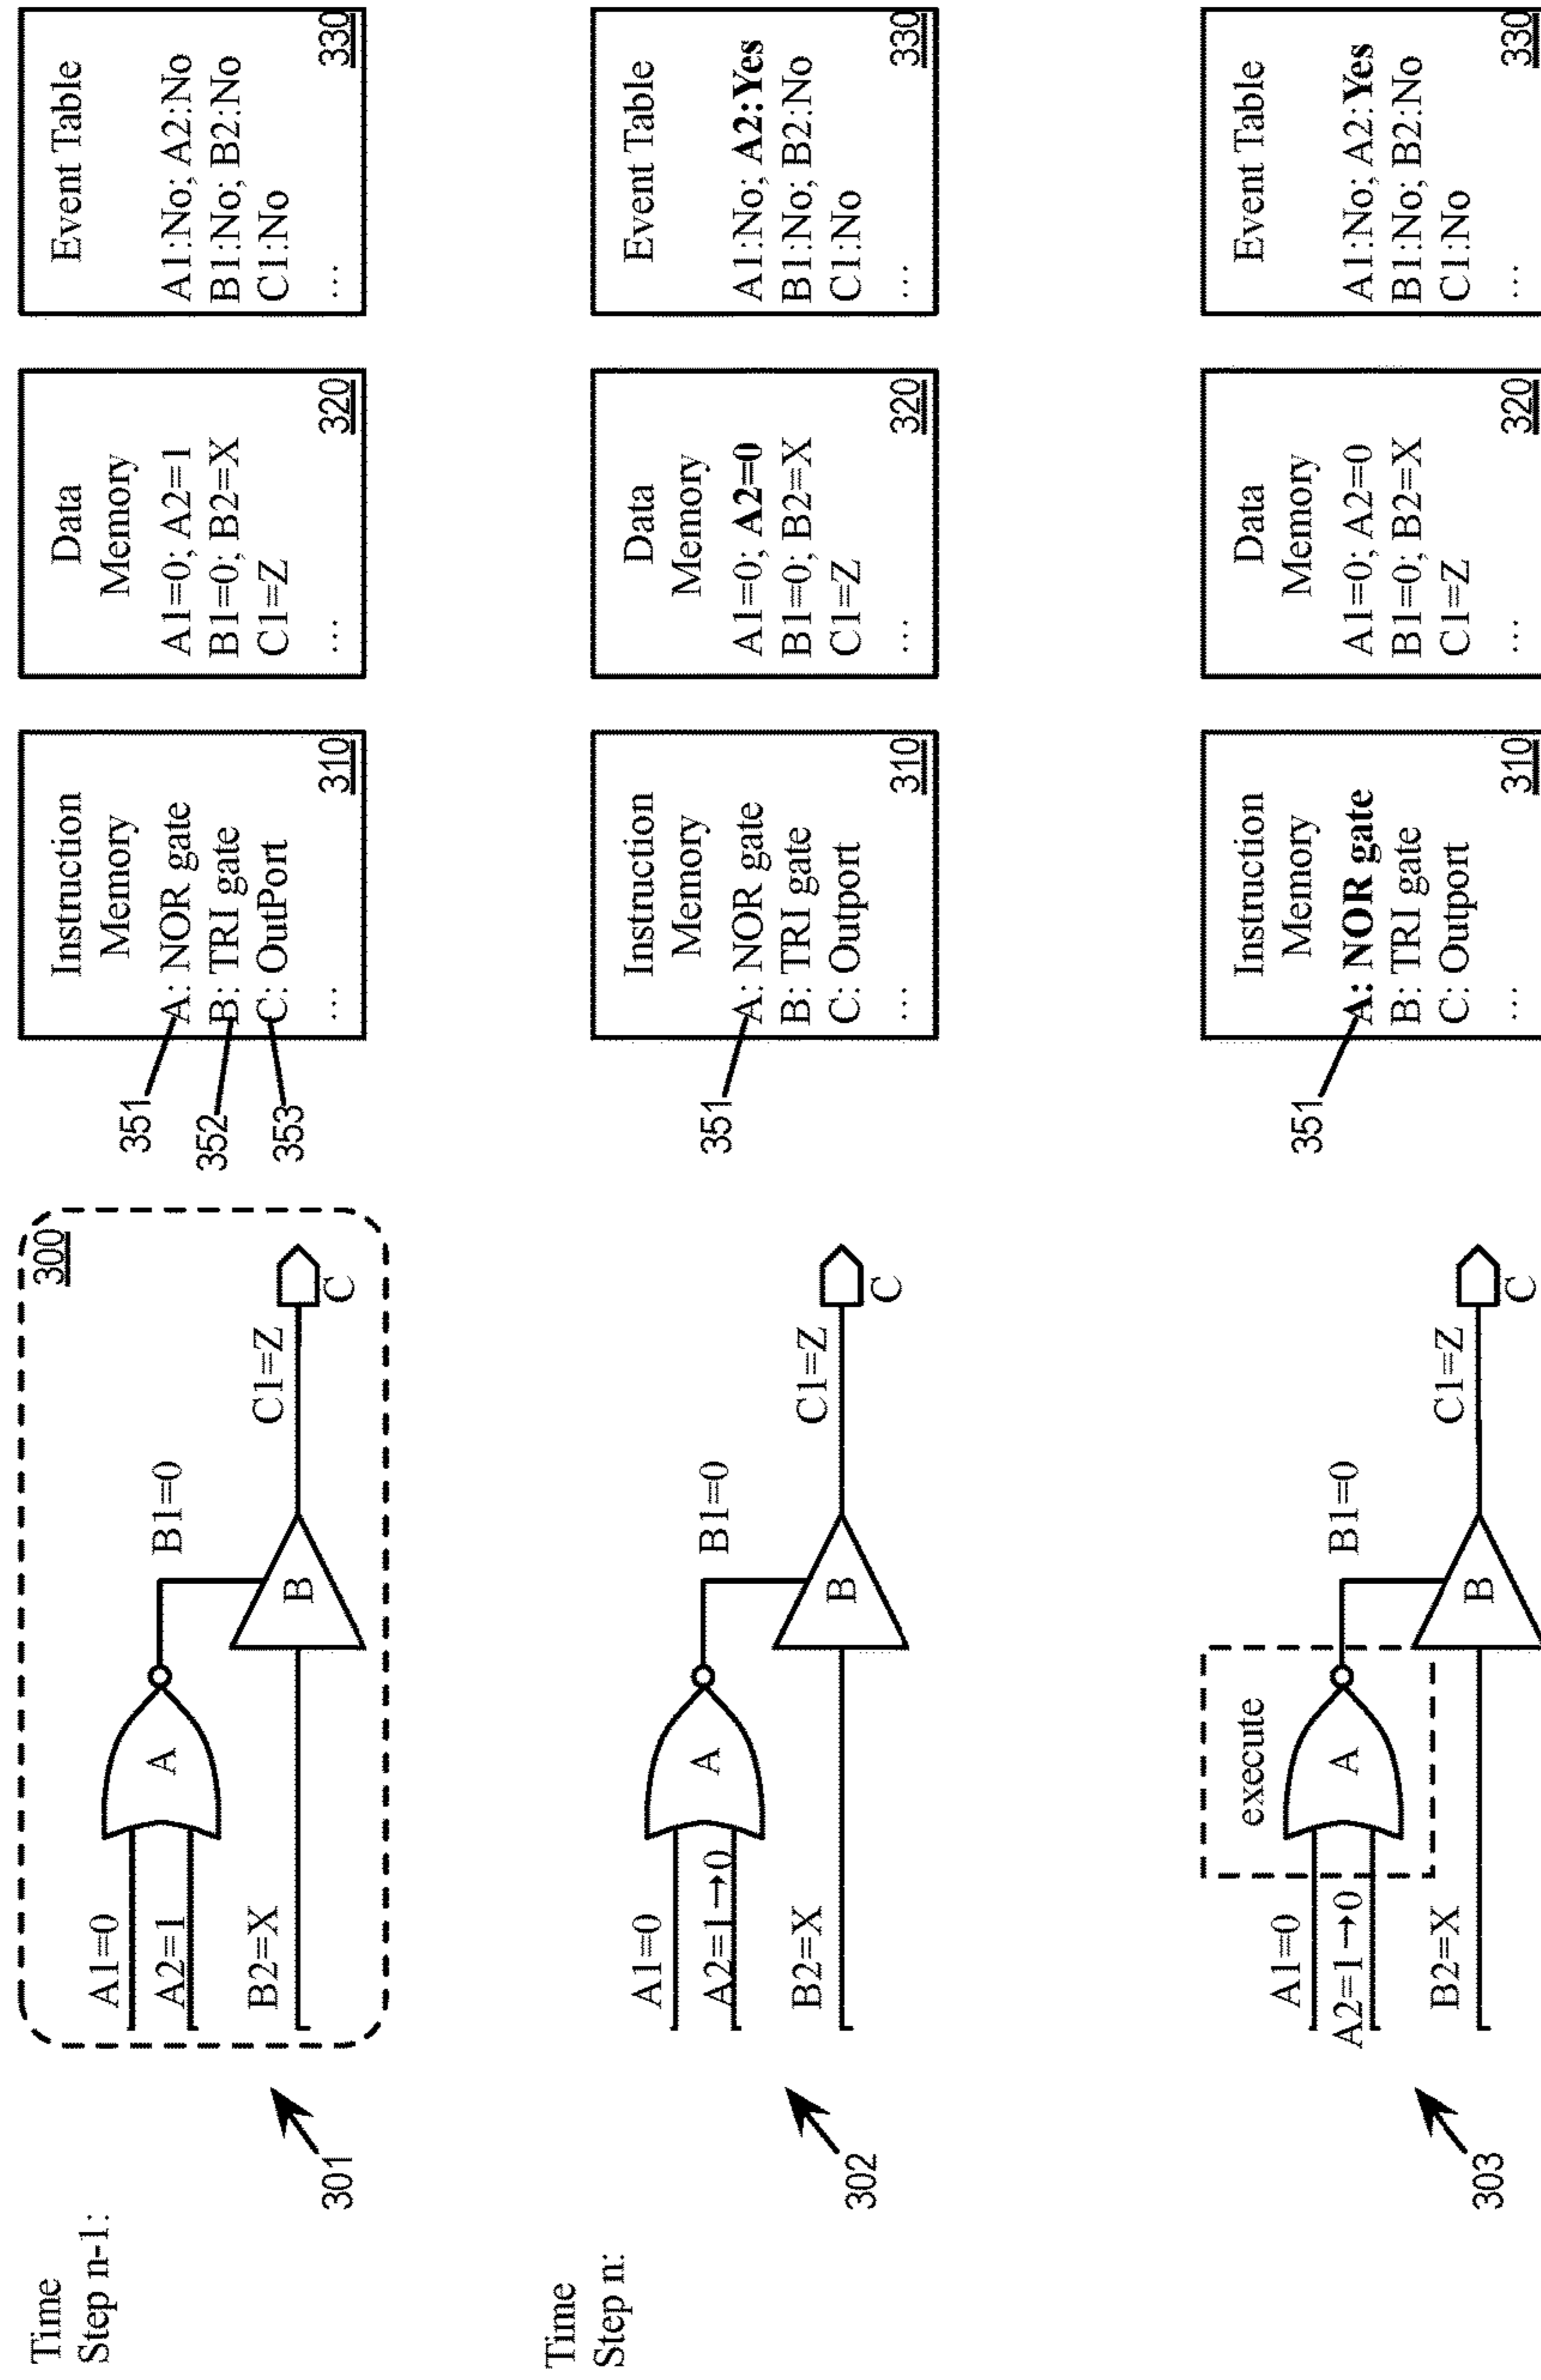 Time
Step n-1:
301
300
A1=0
A2=1
B2=X
A
B1=0
B
C1=Z
C
351
352
353
Instruction
Memory
A: NOR gate
B: TRI gate
C: OutPort
...
310
Data
Memory
A1=0; A2=1
B1=0; B2=X
C1=Z
...
320
Event Table
A1:No; A2:No
B1:No; B2:No
C1:No
...
330
Time
Step n:
302
A1=0
A2=1→0
B2=X
A
B1=0
B
C1=Z
C
351
Instruction
Memory
A: NOR gate
B: TRI gate
C: Outport
...
310
Data
Memory
A1=0; A2=0
B1=0; B2=X
C1=Z
...
320
Event Table
A1:No; A2:Yes
B1:No; B2:No
C1:No
...
330
303
execute
A1=0
A2=1→0
B2=X
A
B1=0
B
C1=Z
C
351
Instruction
Memory
A: NOR gate
B: TRI gate
C: Outport
...
310
Data
Memory
A1=0; A2=0
B1=0; B2=X
C1=Z
...
320
Event Table
A1:No; A2:Yes
B1:No; B2:No
C1:No
...
330